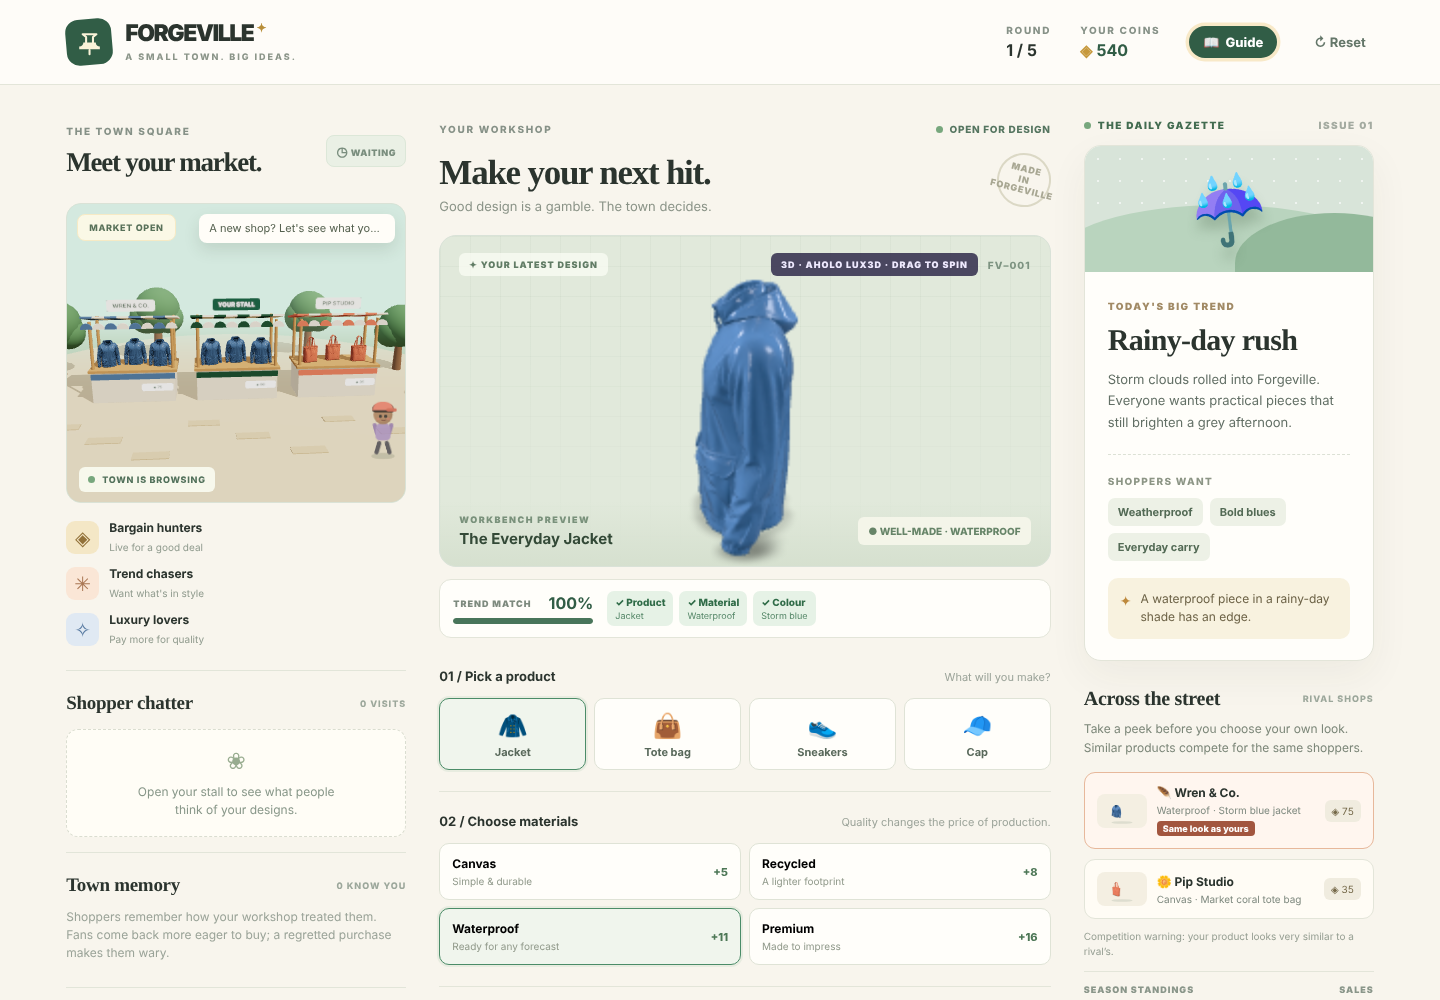 FORGEVILLE
A SMALL TOWN. BIG IDEAS.
ROUND
1 / 5
YOUR COINS
540
Guide
Reset
THE TOWN SQUARE
Meet your market.
WAITING
MARKET OPEN
A new shop? Let's see what yo...
WREN & CO.
YOUR STALL
PIP STUDIO
TOWN IS BROWSING
Bargain hunters
Live for a good deal
Trend chasers
Want what's in style
Luxury lovers
Pay more for quality
Shopper chatter
0 VISITS
Open your stall to see what people
think of your designs.
Town memory
0 KNOW YOU
Shoppers remember how your workshop treated them.
Fans come back more eager to buy; a regretted purchase
makes them wary.
YOUR WORKSHOP
OPEN FOR DESIGN
Make your next hit.
Good design is a gamble. The town decides.
MADE
IN
FORGEVILLE
YOUR LATEST DESIGN
3D · AHOLO LUX3D · DRAG TO SPIN
FV-001
WORKBENCH PREVIEW
The Everyday Jacket
WELL-MADE · WATERPROOF
TREND MATCH
100%
✓ Product
Jacket
✓ Material
Waterproof
✓ Colour
Storm blue
01 / Pick a product
What will you make?
Jacket
Tote bag
Sneakers
Cap
02 / Choose materials
Quality changes the price of production.
Canvas
Simple & durable
+5
Recycled
A lighter footprint
+8
Waterproof
Ready for any forecast
+11
Premium
Made to impress
+16
THE DAILY GAZETTE
ISSUE 01
TODAY'S BIG TREND
Rainy-day rush
Storm clouds rolled into Forgeville.
Everyone wants practical pieces that
still brighten a grey afternoon.
SHOPPERS WANT
Weatherproof
Bold blues
Everyday carry
A waterproof piece in a rainy-day
shade has an edge.
Across the street
RIVAL SHOPS
Take a peek before you choose your own look.
Similar products compete for the same shoppers.
Wren & Co.
Waterproof · Storm blue jacket
Same look as yours
75
Pip Studio
Canvas · Market coral tote bag
35
Competition warning: your product looks very similar to a
rival's.
SEASON STANDINGS
SALES